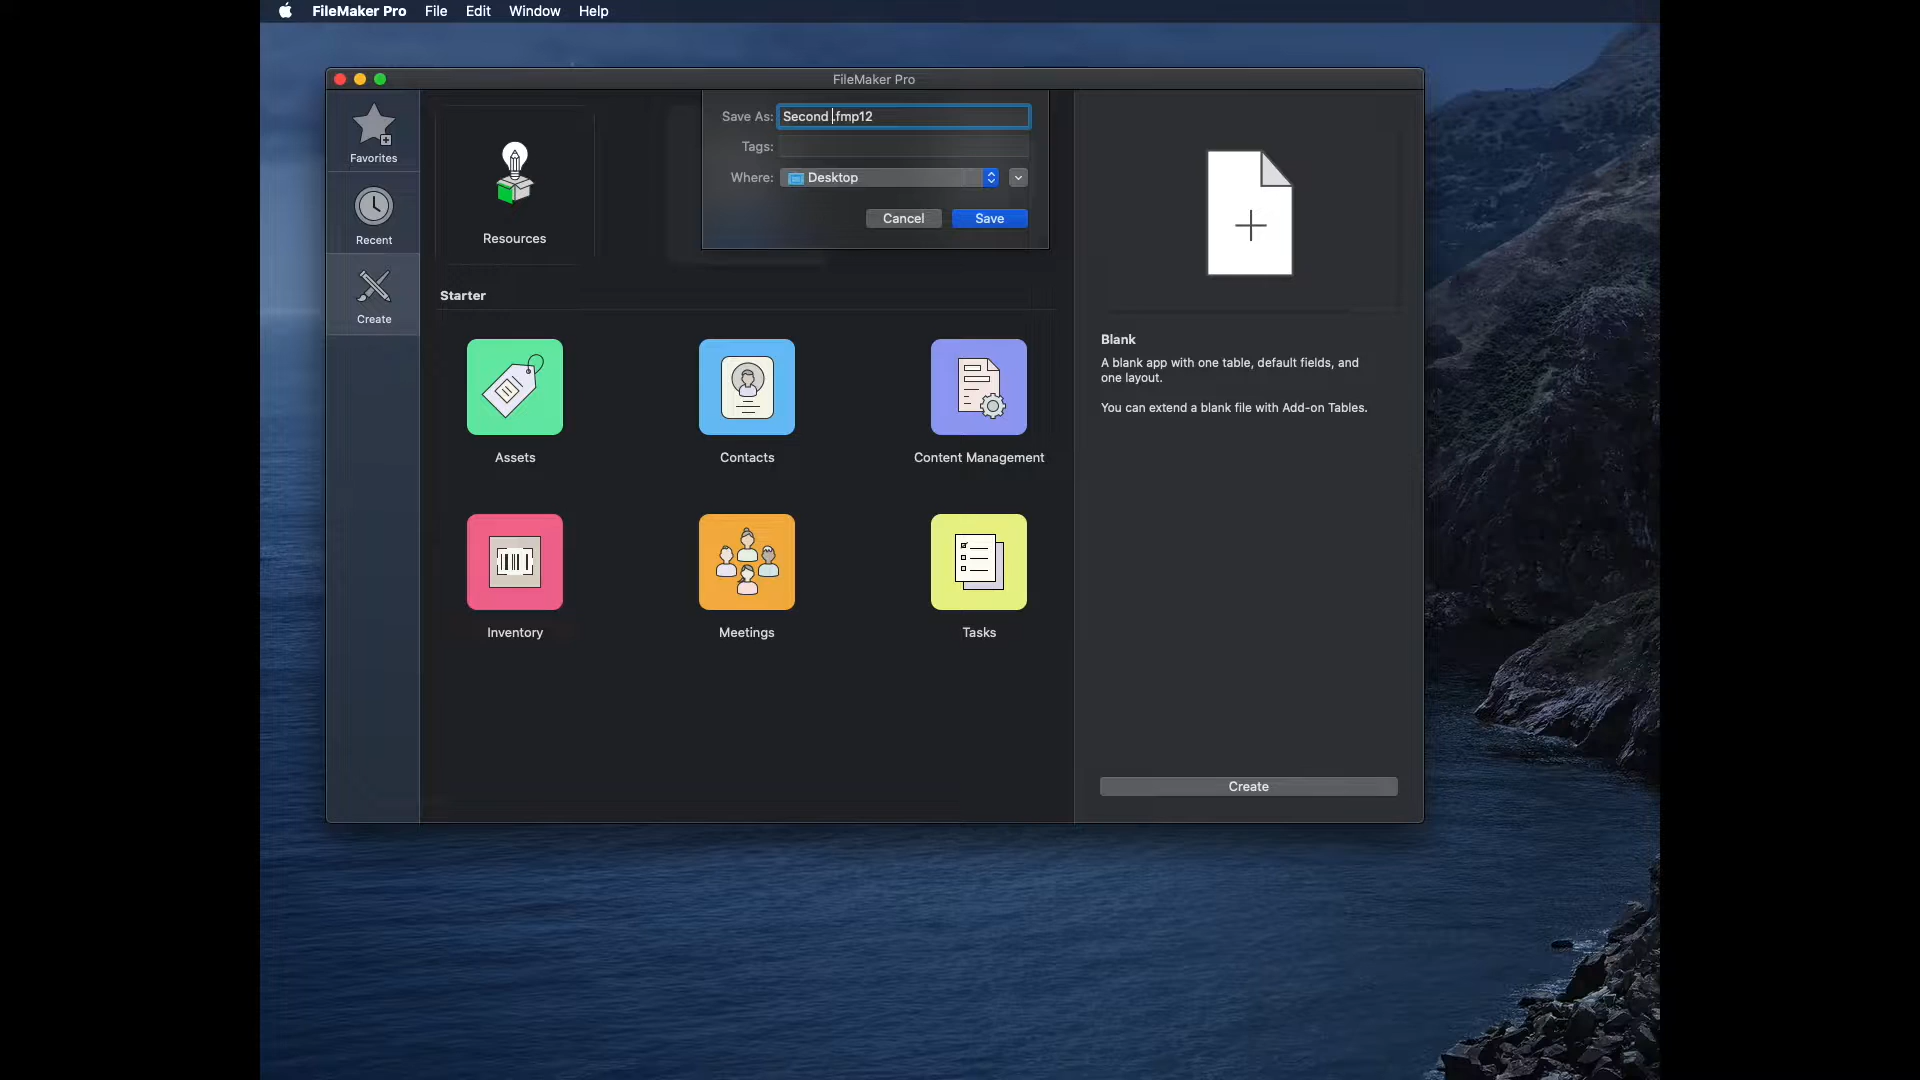 FileMaker Pro File Edit Window Help
FileMaker Pro
Favorites
Recent
Create
Resources
Save As: Second .fmp12
Tags:
Where: Desktop
Cancel Save
Starter
Assets Contacts Content Management
Inventory Meetings Tasks
Blank
A blank app with one table, default fields, and
one layout.
You can extend a blank file with Add-on Tables.
Create